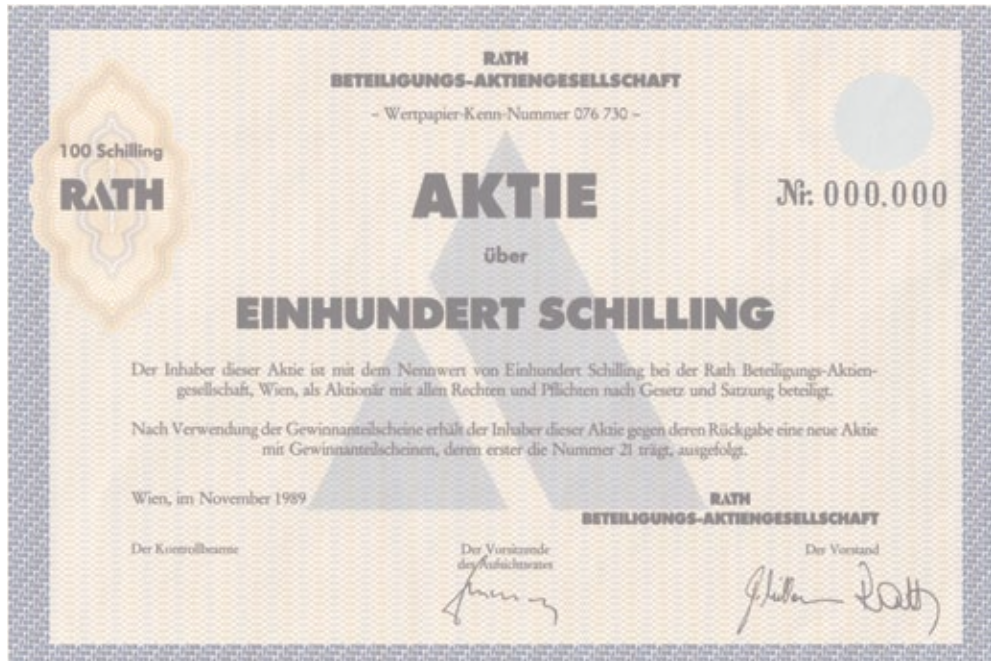 RATH
BETEILIGUNGS-AKTIENGESELLSCHAFT
– Wertpapier-Kenn-Nummer 076 730 –
100 Schilling
RATH
AKTIE
Nr. 000.000
über
EINHUNDERT SCHILLING
Der Inhaber dieser Aktie ist mit dem Nennwert von Einhundert Schilling bei der Rath Beteiligungs-Aktien-
gesellschaft, Wien, als Aktionär mit allen Rechten und Pflichten nach Gesetz und Satzung beteiligt.
Nach Verwendung der Gewinnanteilscheine erhält der Inhaber dieser Aktie gegen deren Rückgabe eine neue Aktie
mit Gewinnanteilscheinen, deren erster die Nummer 21 trägt, ausgefolgt.
Wien, im November 1989
RATH
BETEILIGUNGS-AKTIENGESELLSCHAFT
Der Kontrollbeamte
Der Vorsitzende
des Aufsichtsrates
Der Vorstand
Rath